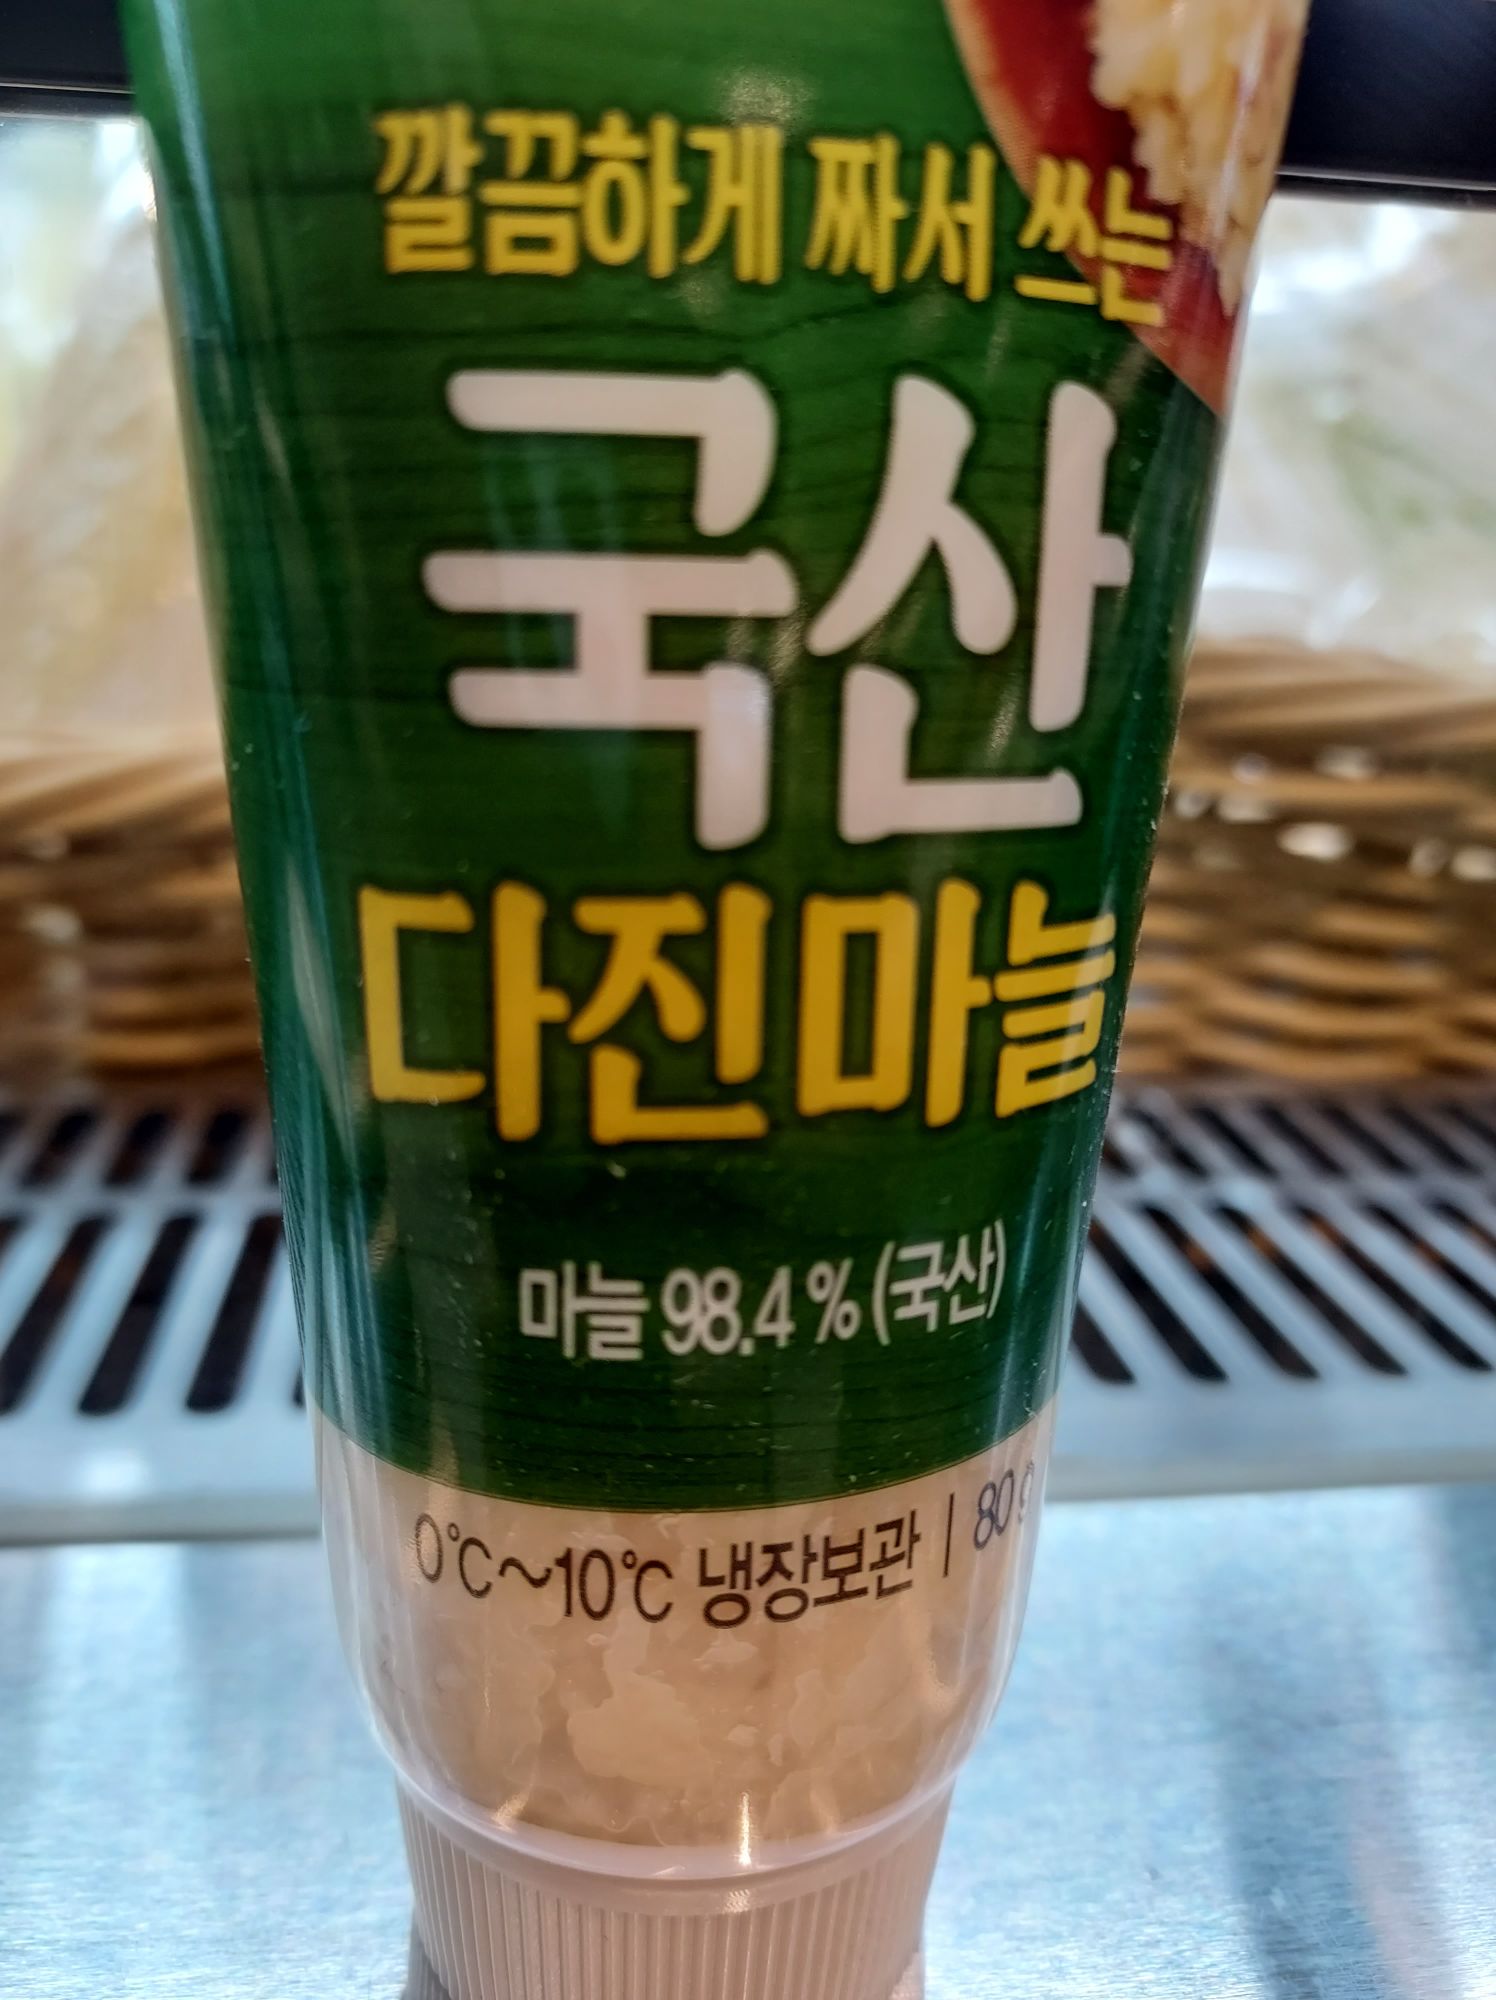 깔끔하게 짜서 쓰는
국산
다진마늘
마늘 98.4 % (국산)
0℃~10℃ 냉장보관 | 80g